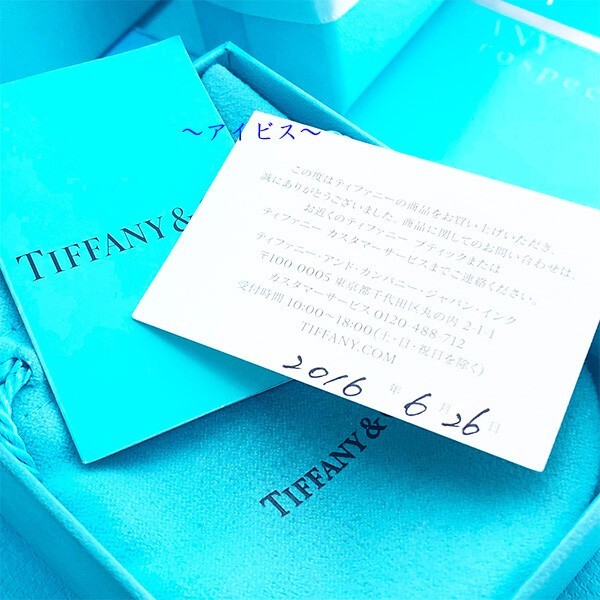 ANY
rospec
～アイビス～
TIFFANY &
この度はティファニーの商品をお買い上げいただき、
誠にありがとうございました。商品に関してのお問い合わせは、
お近くのティファニー ブティックまたは
ティファニー カスタマーサービスまでご連絡ください。
ティファニー・アンド・カンパニー・ジャパン・インク
〒100-0005 東京都千代田区丸の内 2-1-1
カスタマーサービス 0120-488-712
受付時間 10:00～18:00(土・日・祝日を除く)
TIFFANY.COM
2016 年 6 月 26 日
TIFFANY &